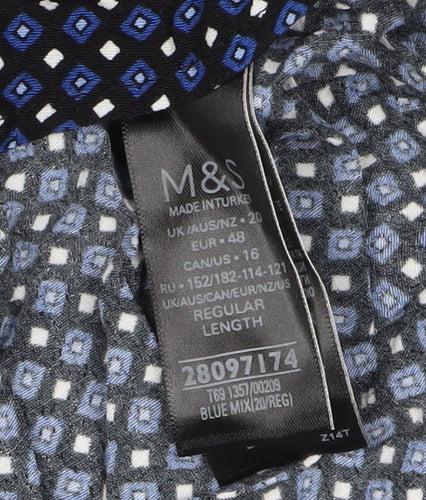 M&S
MADE IN TURKEY
UK/AUS/NZ - 20
EUR - 48
CAN/US - 16
RU - 152/182-114-121
UK/AUS/CAN/EUR/NZ/US
REGULAR
LENGTH
28097174
T69 1357/00209
BLUE MIX(20/REG)
Z14T